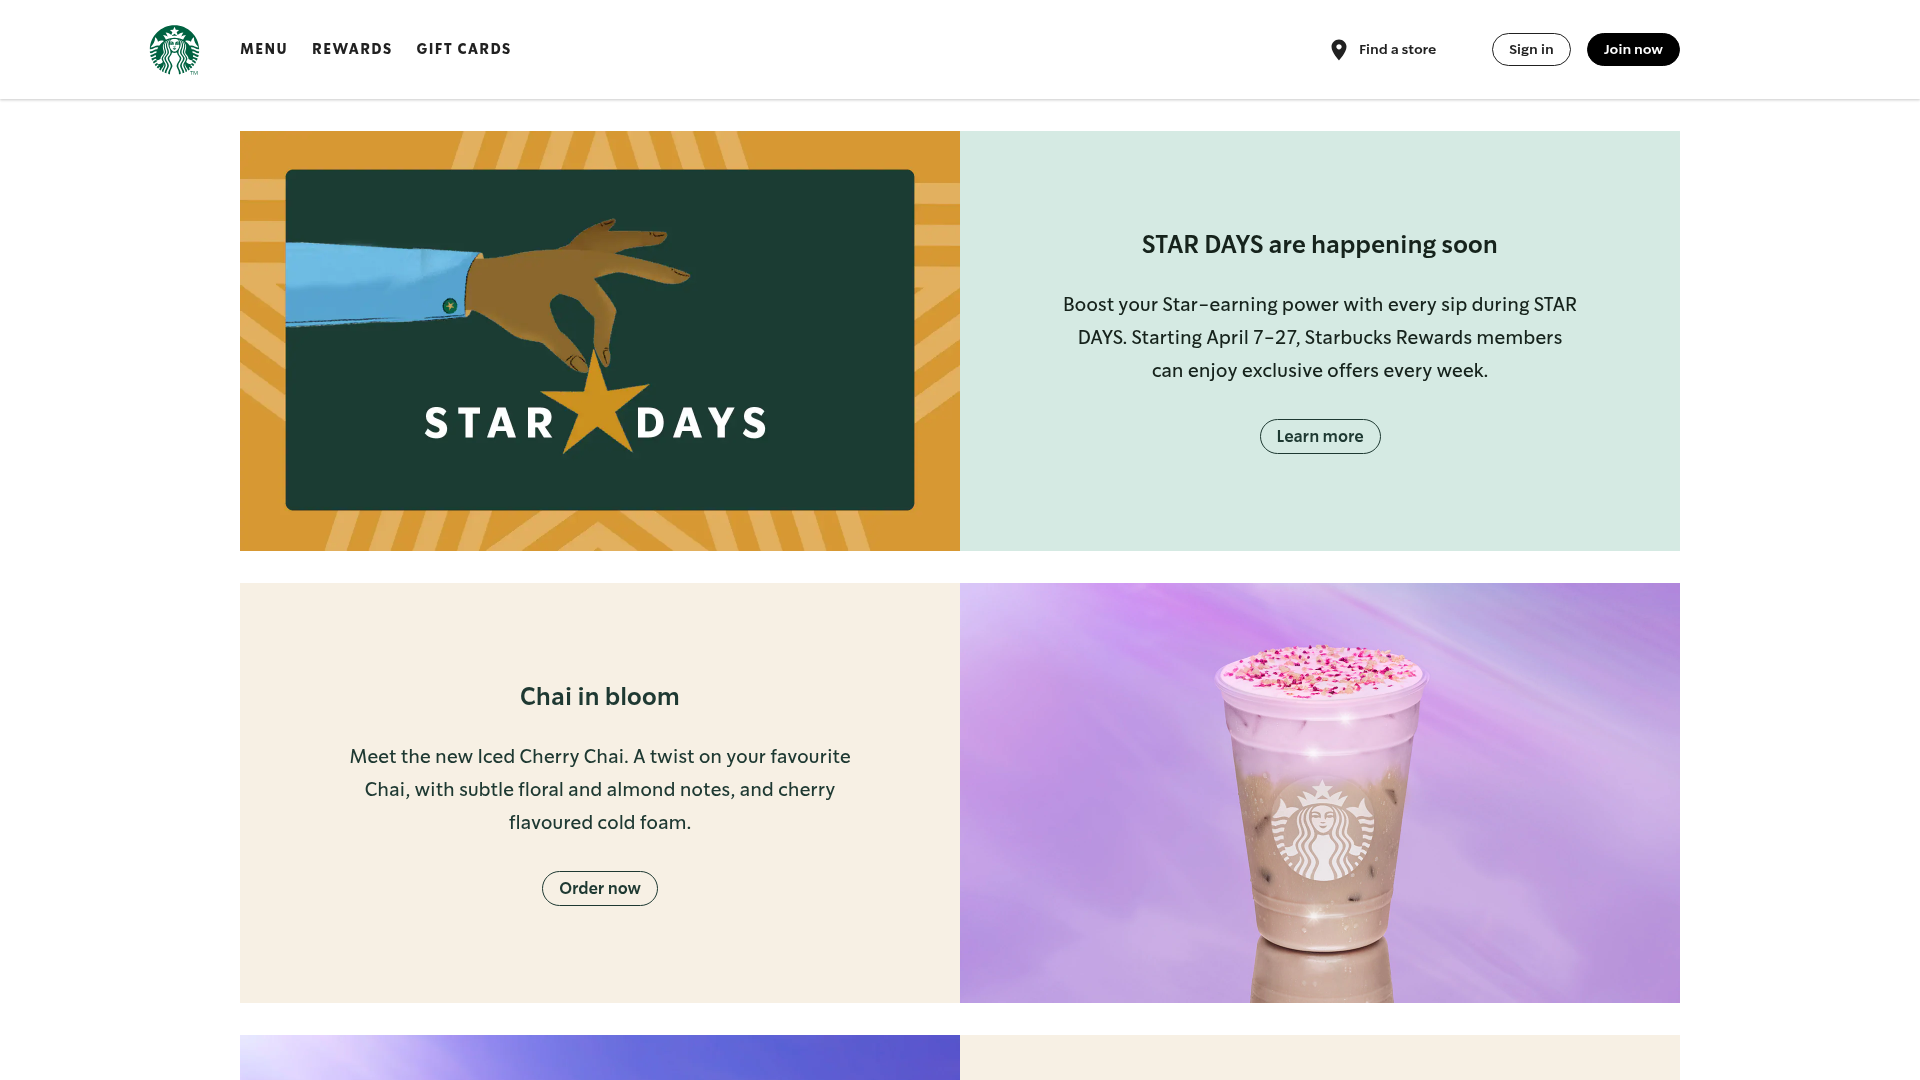 MENU REWARDS GIFT CARDS Find a store Sign in Join now
TM
STAR DAYS
STAR DAYS are happening soon
Boost your Star-earning power with every sip during STAR
DAYS. Starting April 7-27, Starbucks Rewards members
can enjoy exclusive offers every week.
Learn more
Chai in bloom
Meet the new Iced Cherry Chai. A twist on your favourite
Chai, with subtle floral and almond notes, and cherry
flavoured cold foam.
Order now